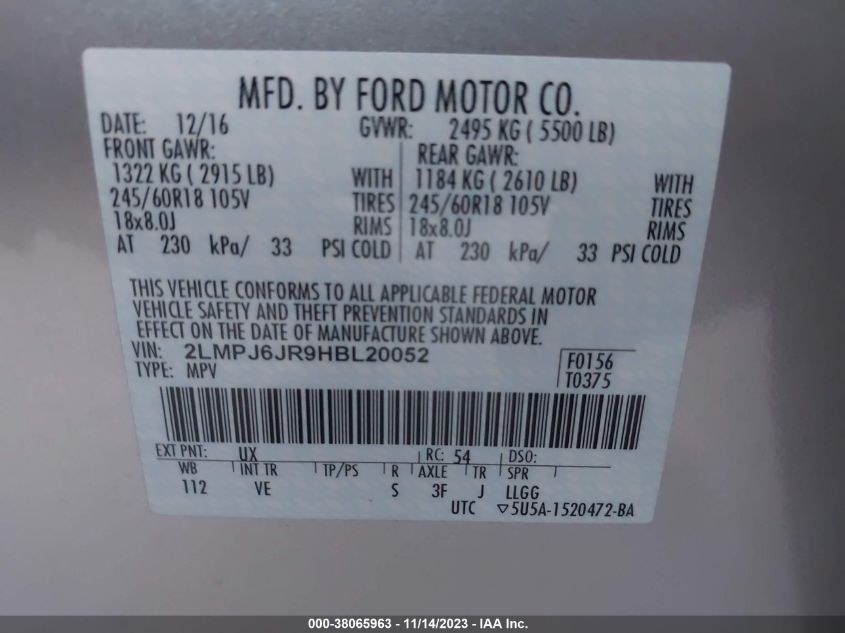 MFD. BY FORD MOTOR CO.
DATE: 12/16 GVWR: 2495 KG ( 5500 LB)
FRONT GAWR: REAR GAWR:
1322 KG ( 2915 LB) WITH 1184 KG ( 2610 LB) WITH
245/60R18 105V TIRES 245/60R18 105V TIRES
18x8.0J RIMS 18x8.0J RIMS
AT 230 kPa/ 33 PSI COLD AT 230 kPa/ 33 PSI COLD
THIS VEHICLE CONFORMS TO ALL APPLICABLE FEDERAL MOTOR
VEHICLE SAFETY AND THEFT PREVENTION STANDARDS IN
EFFECT ON THE DATE OF MANUFACTURE SHOWN ABOVE.
VIN: 2LMPJ6JR9HBL20052 F0156
TYPE: MPV T0375
EXT PNT: UX RC: 54 DSO:
WB INT TR TP/PS R AXLE TR SPR
112 VE S 3F J LLGG
UTC ▽5U5A-1520472-BA
000-38065963 - 11/14/2023 - IAA Inc.